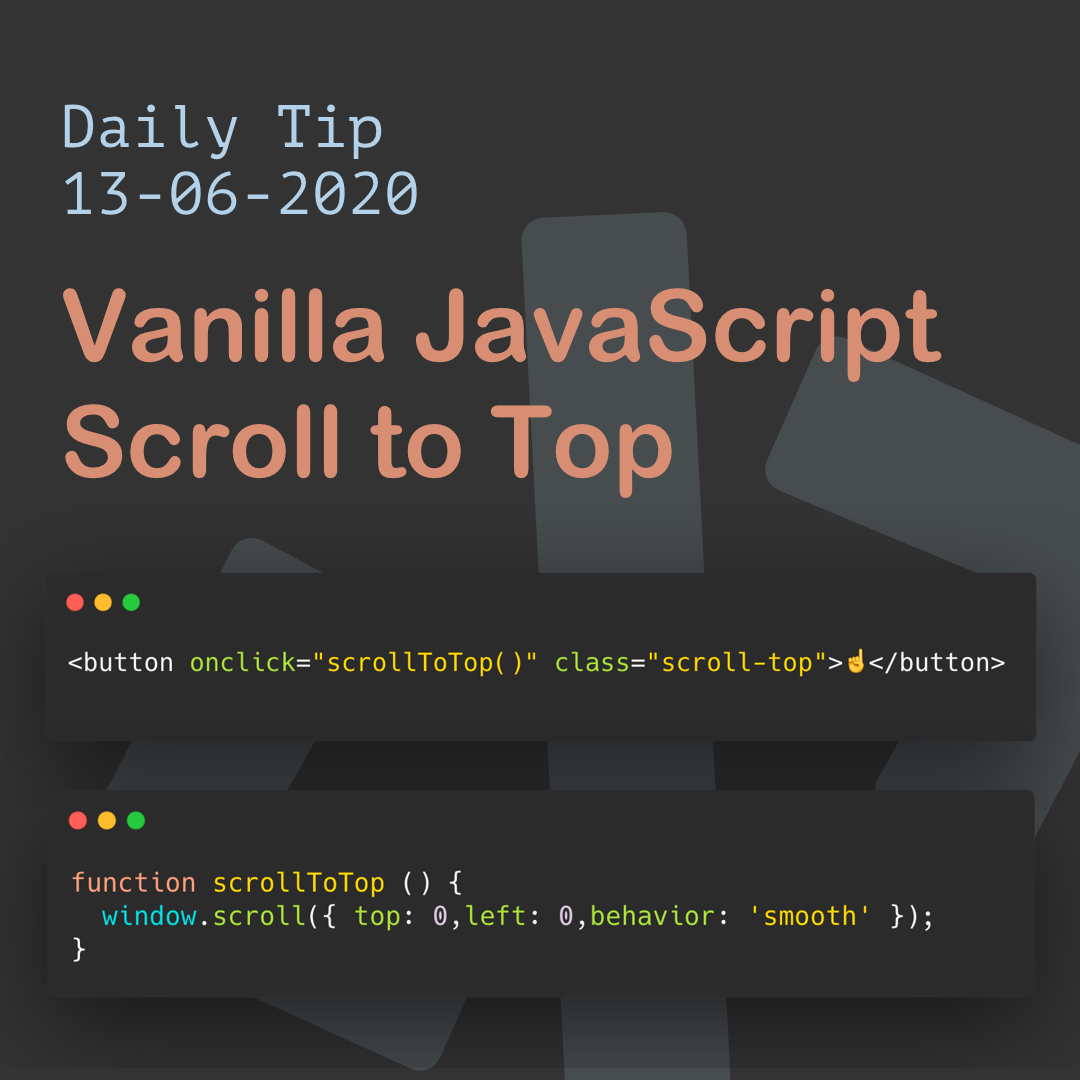 Daily Tip
13-06-2020
Vanilla JavaScript
Scroll to Top
<button onclick="scrollToTop()" class="scroll-top">☝</button>
function scrollToTop () {
  window.scroll({ top: 0,left: 0,behavior: 'smooth' });
}